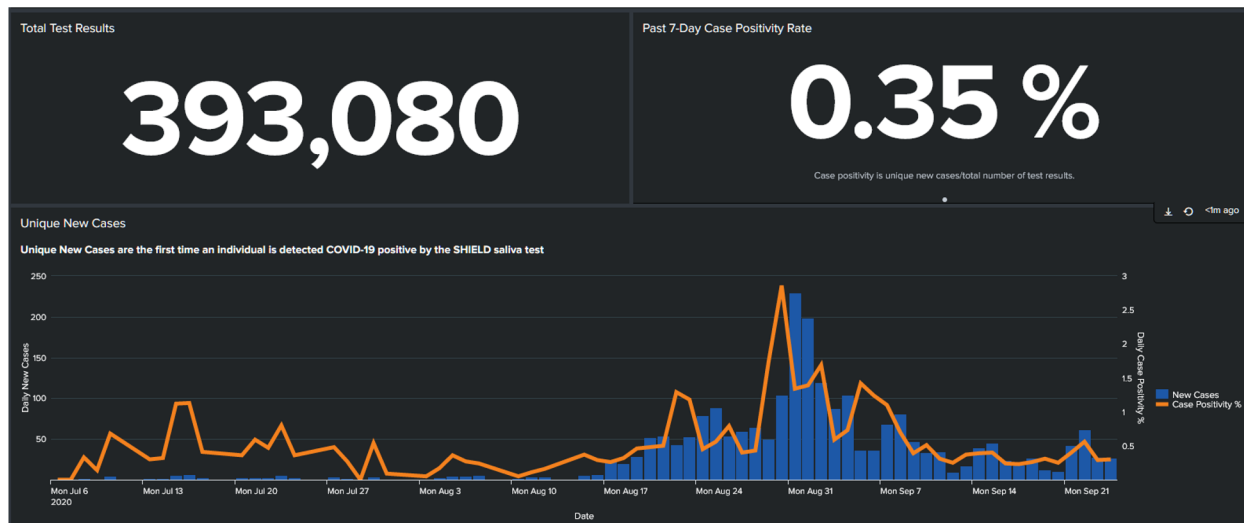 Total Test Results
393,080
Past 7-Day Case Positivity Rate
0.35 %
Case positivity is unique new cases/total number of test results.
<1m ago
Unique New Cases
Unique New Cases are the first time an individual is detected COVID-19 positive by the SHIELD saliva test
250
200
150
100
50
Daily New Cases
3
2.5
2
1.5
1
0.5
Daily Case Positivity %
New Cases
Case Positivity %
Mon Jul 6
2020
Mon Jul 13
Mon Jul 20
Mon Jul 27
Mon Aug 3
Mon Aug 10
Mon Aug 17
Mon Aug 24
Mon Aug 31
Mon Sep 7
Mon Sep 14
Mon Sep 21
Date